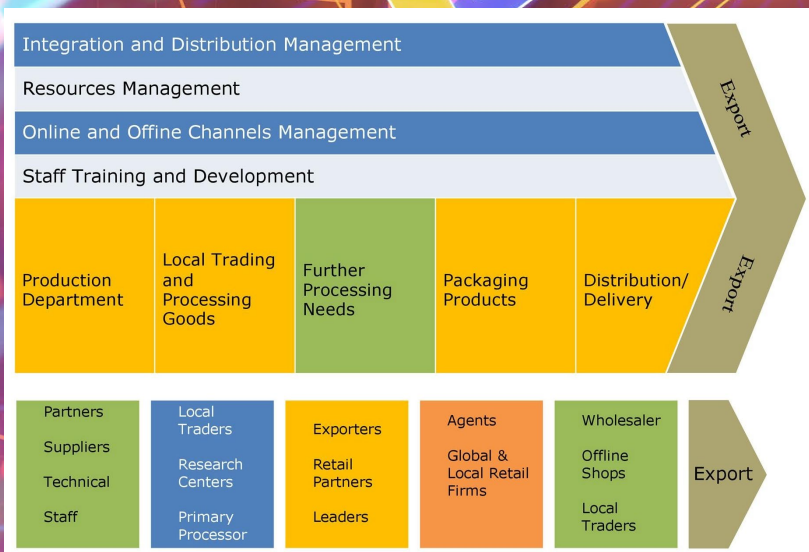 Integration and Distribution Management
Resources Management
Online and Offine Channels Management
Staff Training and Development
Export
Export
Production
Department
Local Trading
and
Processing
Goods
Further
Processing
Needs
Packaging
Products
Distribution/
Delivery
Partners
Suppliers
Technical
Staff
Local
Traders
Research
Centers
Primary
Processor
Exporters
Retail
Partners
Leaders
Agents
Global &
Local Retail
Firms
Wholesaler
Offline
Shops
Local
Traders
Export